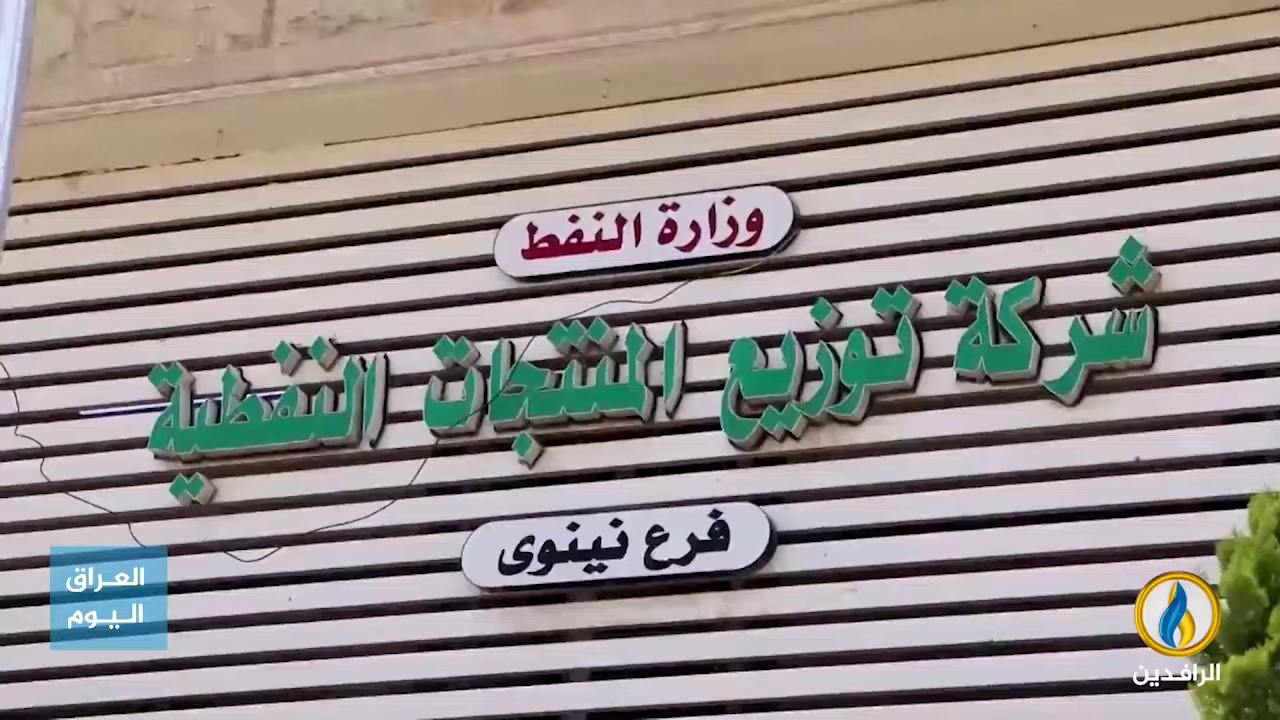 وزارة النفط
شركة توزيع المنتجات النفطية
فرع نينوى
العراق
اليوم
الرافدين